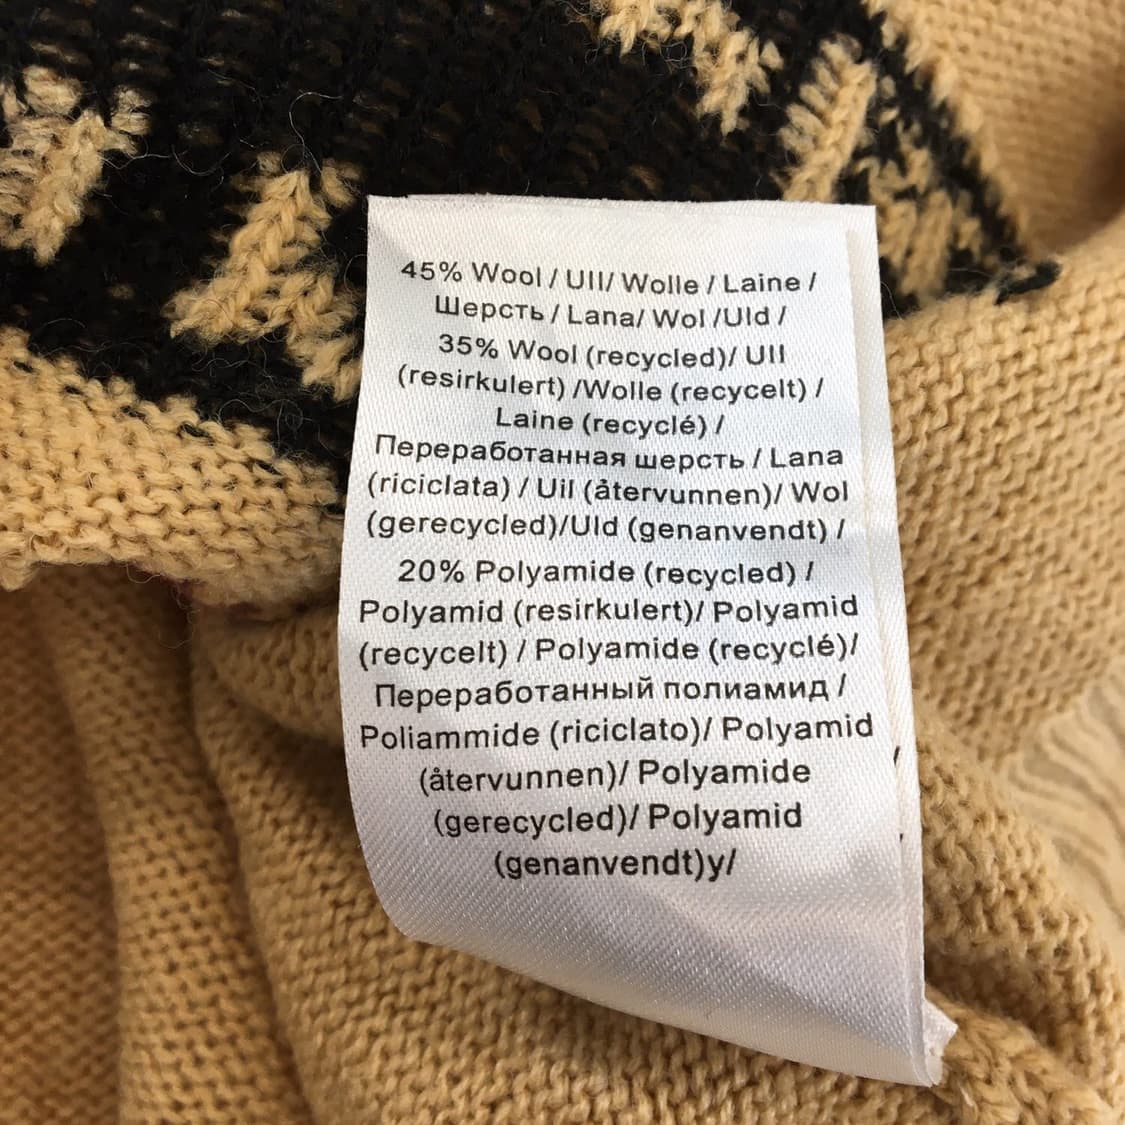 45% Wool / Ull/ Wolle / Laine /
Шерсть / Lana/ Wol /Uld /
35% Wool (recycled)/ Ull
(resirkulert) /Wolle (recycelt) /
Laine (recyclé) /
Переработанная шерсть / Lana
(riciclata) / Uil (återvunnen)/ Wol
(gerecycled)/Uld (genanvendt) /
20% Polyamide (recycled) /
Polyamid (resirkulert)/ Polyamid
(recycelt) / Polyamide (recyclé)/
Переработанный полиамид /
Poliammide (riciclato)/ Polyamid
(återvunnen)/ Polyamide
(gerecycled)/ Polyamid
(genanvendt)y/